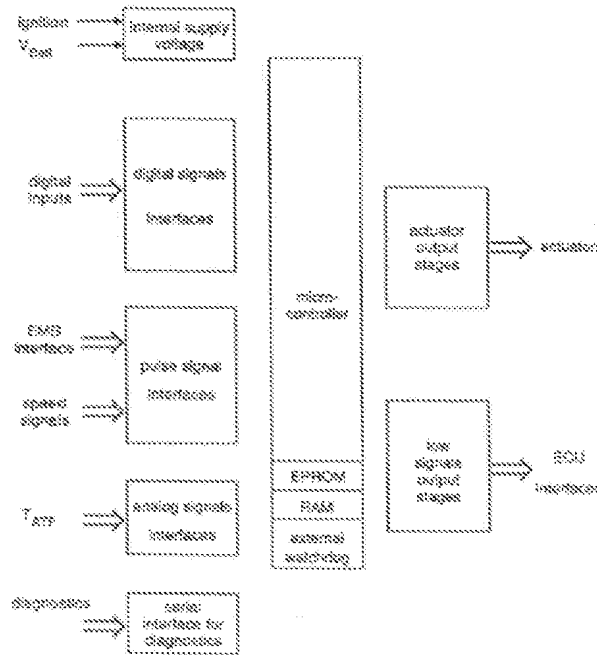 Ignition
V
Batt
internal supply
voltage
digital
inputs
digital signals
interfaces
EMS
interface
speed
signals
pulse signal
interfaces
T
ATF
analog signals
interfaces
diagnostics
serial
interface for
diagnostics
micro-
controller
EPROM
RAM
external
watchdog
actuator
output
stages
actuators
low
signals
output
stages
ECU
interfaces